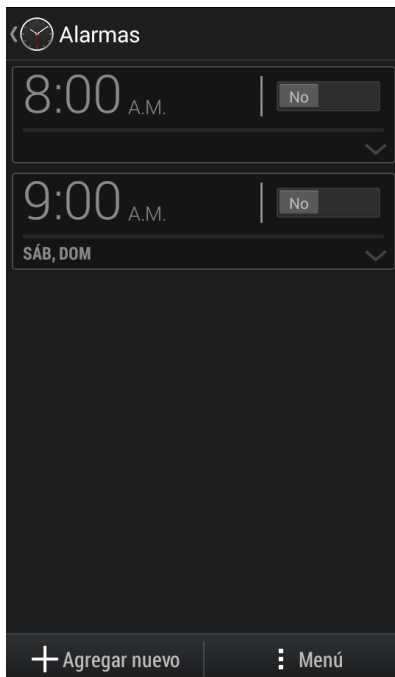 Alarmas
8:00 A.M.
No
9:00 A.M.
No
SÁB, DOM
Agregar nuevo
Menú